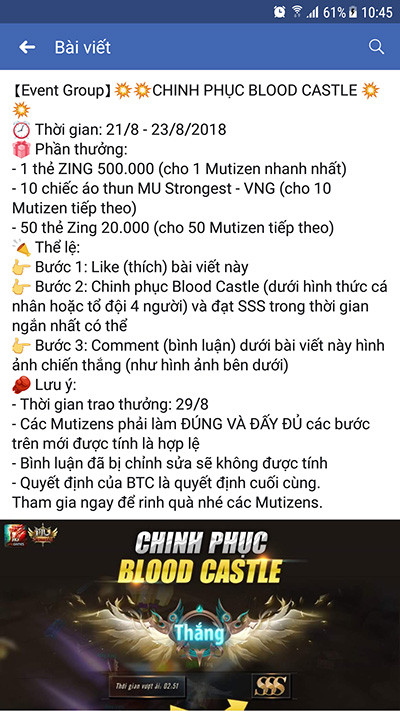 61% 10:45
Bài viết
【Event Group】💥💥CHINH PHỤC BLOOD CASTLE 💥
💥
🕗 Thời gian: 21/8 - 23/8/2018
🎁 Phần thưởng:
- 1 thẻ ZING 500.000 (cho 1 Mutizen nhanh nhất)
- 10 chiếc áo thun MU Strongest - VNG (cho 10
Mutizen tiếp theo)
- 50 thẻ Zing 20.000 (cho 50 Mutizen tiếp theo)
🎉 Thể lệ:
👉 Bước 1: Like (thích) bài viết này
👉 Bước 2: Chinh phục Blood Castle (dưới hình thức cá
nhân hoặc tổ đội 4 người) và đạt SSS trong thời gian
ngắn nhất có thể
👉 Bước 3: Comment (bình luận) dưới bài viết này hình
ảnh chiến thắng (như hình ảnh bên dưới)
🥊 Lưu ý:
- Thời gian trao thưởng: 29/8
- Các Mutizens phải làm ĐÚNG VÀ ĐẤY ĐỦ các bước
trên mới được tính là hợp lệ
- Bình luận đã bị chỉnh sửa sẽ không được tính
- Quyết định của BTC là quyết định cuối cùng.
Tham gia ngay để rinh quà nhé các Mutizens.
CHINH PHỤC
BLOOD CASTLE
Thắng
Thời gian vượt ải: 02:51
SSS